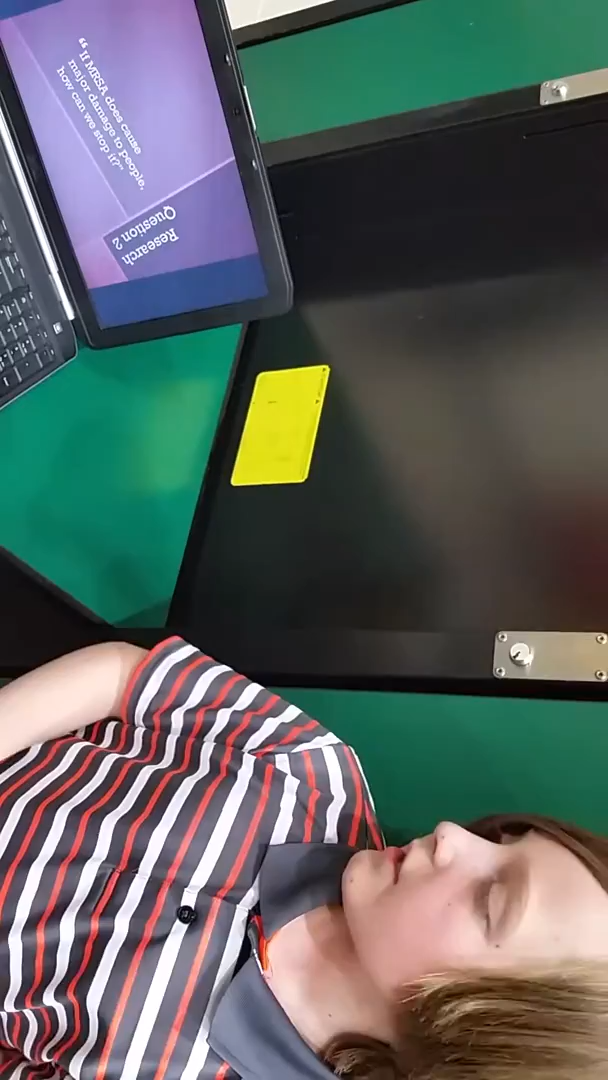 Research
Question 2
“ If MRSA does cause
major damage to people,
how can we stop it?”